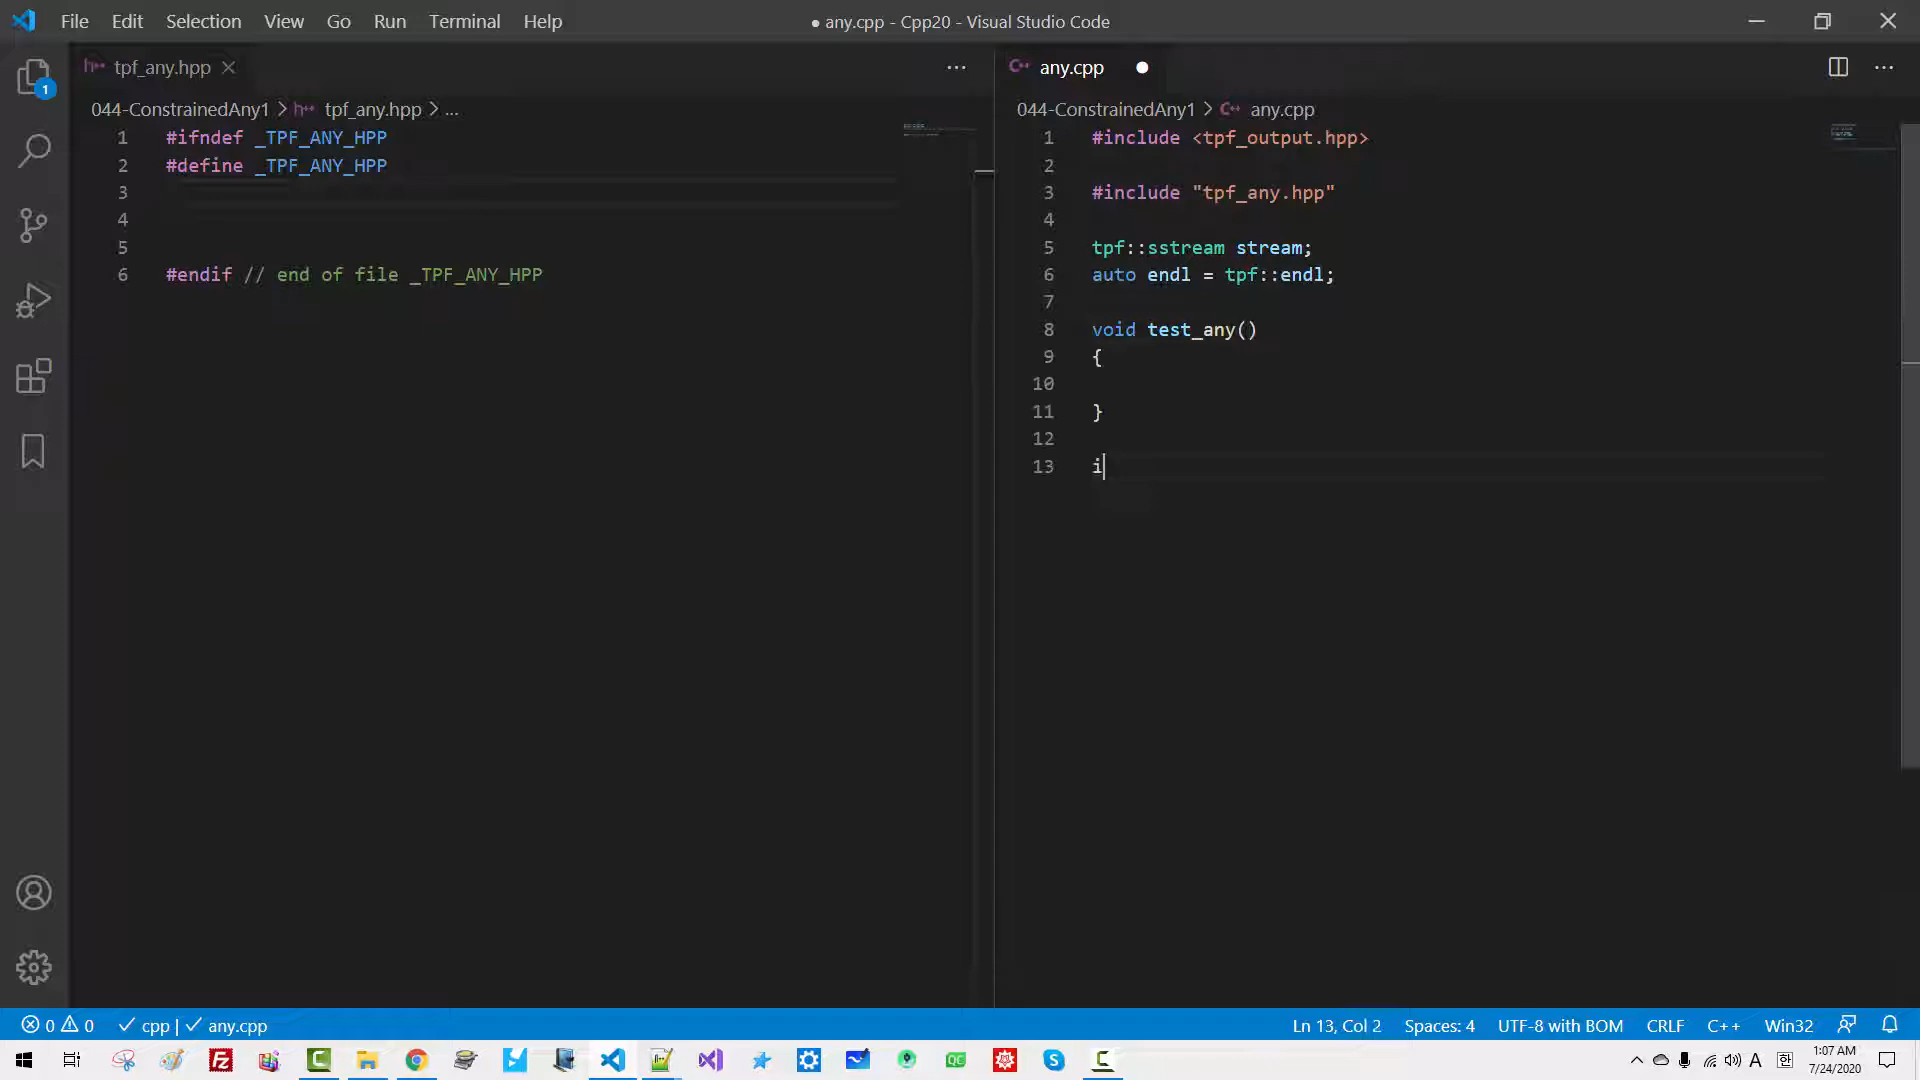 File Edit Selection View Go Run Terminal Help
● any.cpp - Cpp20 - Visual Studio Code
tpf_any.hpp
044-ConstrainedAny1 > tpf_any.hpp > ...
1 #ifndef _TPF_ANY_HPP
2 #define _TPF_ANY_HPP
3
4
5
6 #endif // end of file _TPF_ANY_HPP
any.cpp
044-ConstrainedAny1 > any.cpp
1 #include <tpf_output.hpp>
2
3 #include "tpf_any.hpp"
4
5 tpf::sstream stream;
6 auto endl = tpf::endl;
7
8 void test_any()
9 {
10
11 }
12
13 i
1
0 0 cpp | any.cpp
Ln 13, Col 2 Spaces: 4 UTF-8 with BOM CRLF C++ Win32
QC
A 한
1:07 AM
7/24/2020